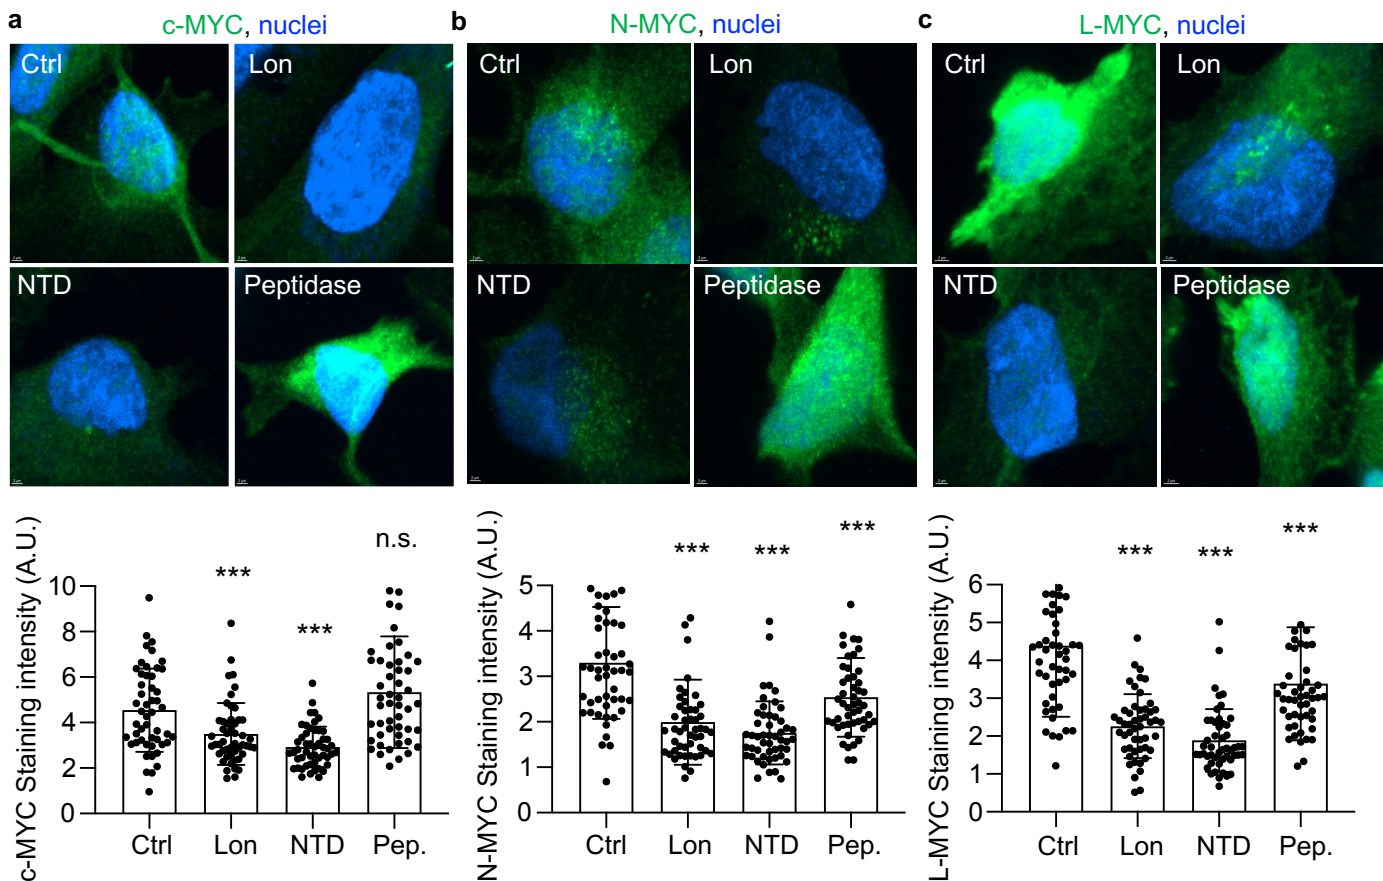 a
c-MYC, nuclei
b
N-MYC, nuclei
c
L-MYC, nuclei
Ctrl
Lon
Ctrl
Lon
Ctrl
Lon
NTD
Peptidase
NTD
Peptidase
NTD
Peptidase
c-MYC Staining intensity (A.U.)
10
8
6
4
2
0
***
***
n.s.
Ctrl
Lon
NTD
Pep.
N-MYC Staining intensity (A.U.)
5
4
3
2
1
0
***
***
***
Ctrl
Lon
NTD
Pep.
L-MYC Staining intensity (A.U.)
6
5
4
3
2
1
0
***
***
***
Ctrl
Lon
NTD
Pep.